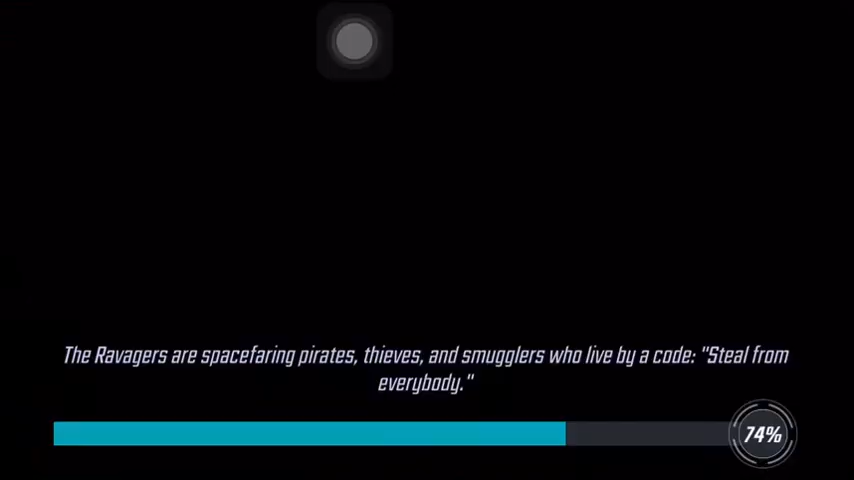 The Ravagers are spacefaring pirates, thieves, and smugglers who live by a code: "Steal from
everybody."
74%